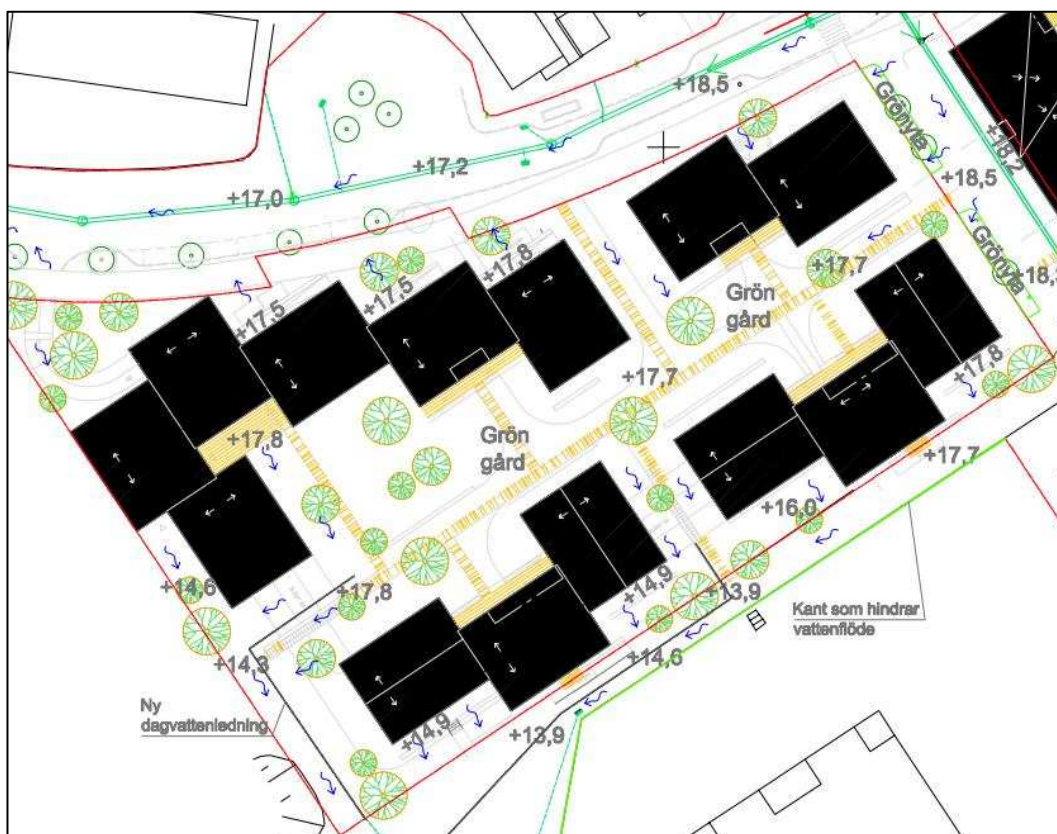 +18,5
Grönyta
+18,2
+17,2
+17,0
+18,5
Grönyta
+17,8
+17,7
+17,5
+17,5
Grön
gård
+17,7
+17,8
+17,8
Grön
gård
+17,7
+16,0
+14,6
+17,8
+14,9
+13,9
Kant som hindrar
vattenflöde
+14,3
+14,6
Ny
dagvattenledning
+14,9
+13,9